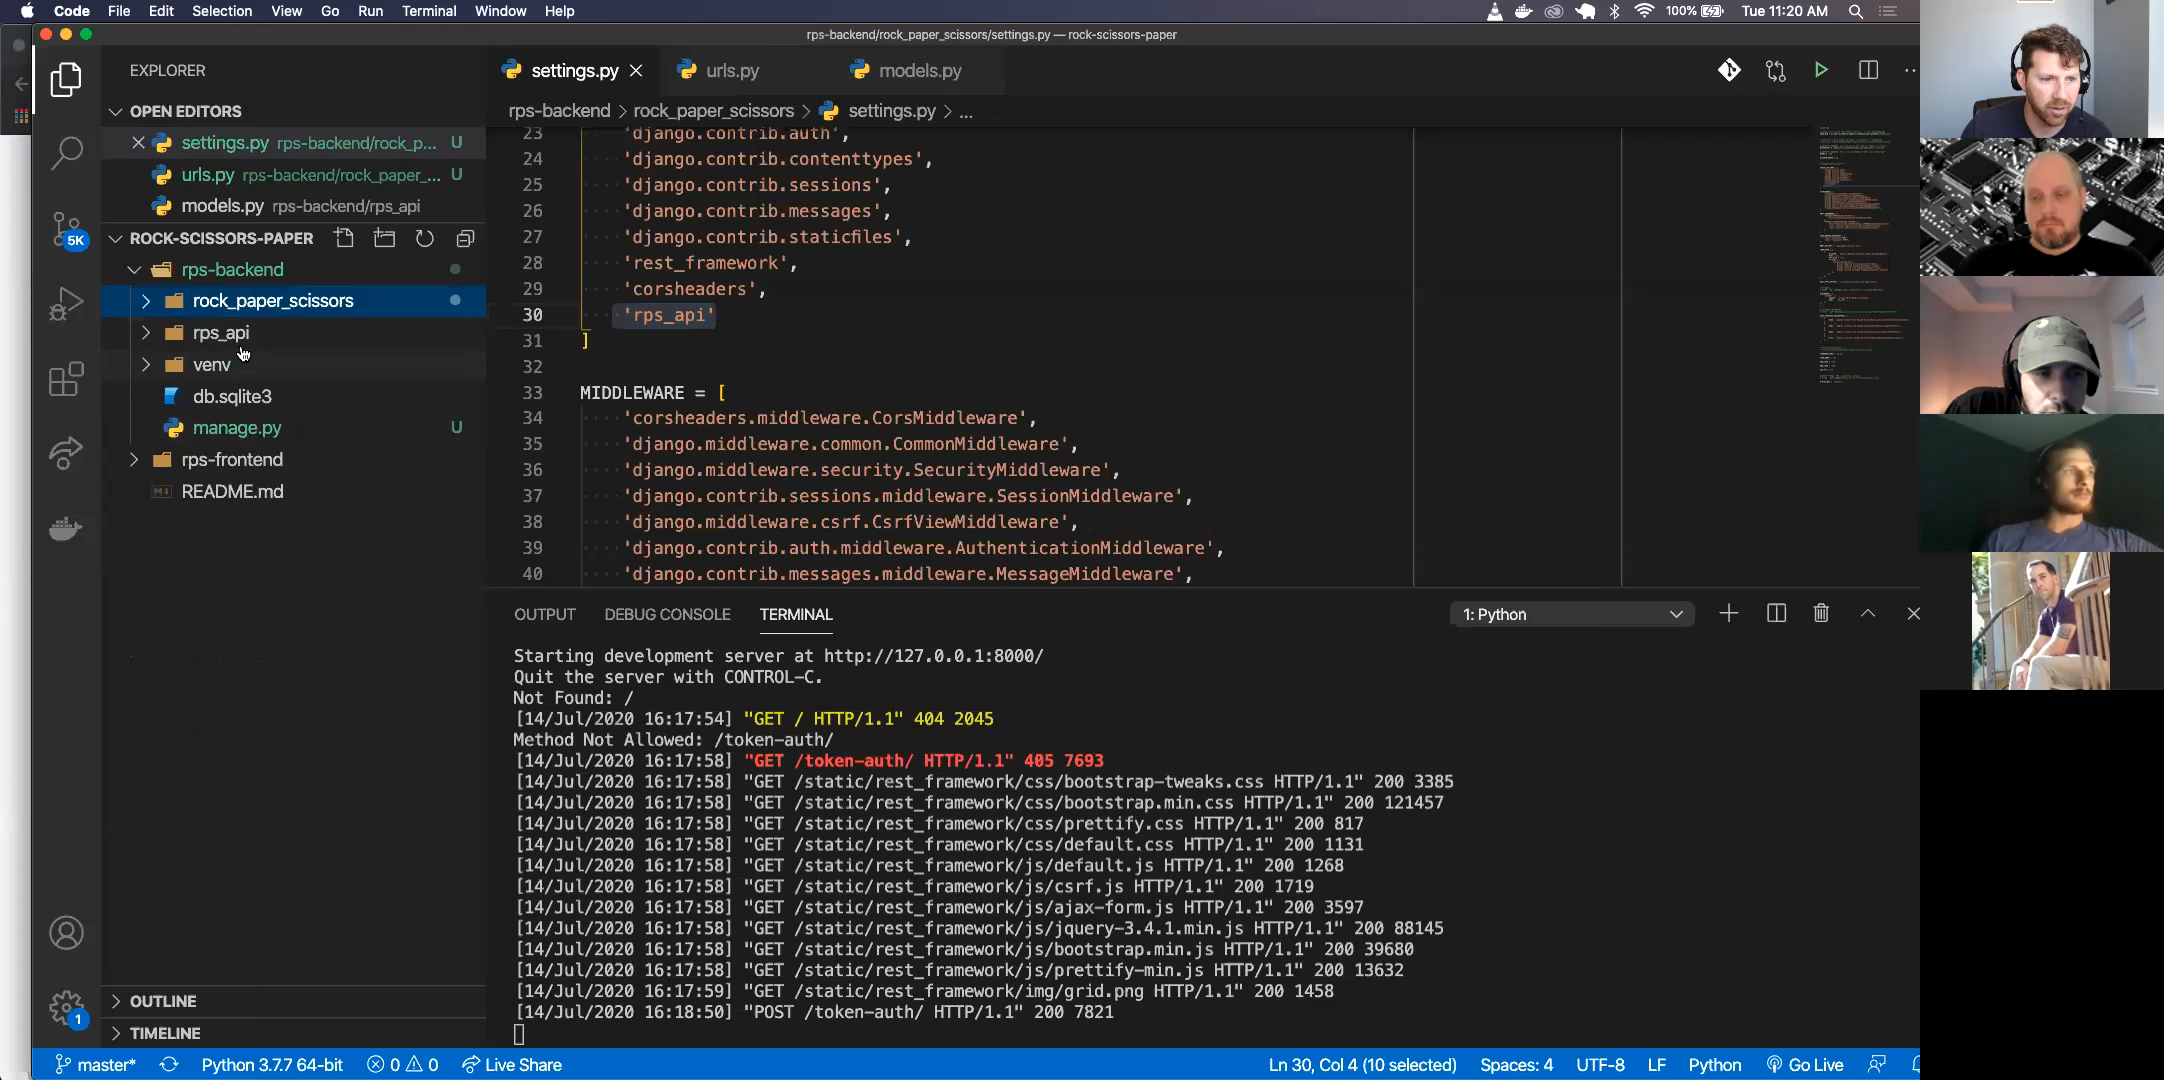 Code File Edit Selection View Go Run Terminal Window Help 100% Tue 11:20 AM
rps-backend/rock_paper_scissors/settings.py — rock-scissors-paper
EXPLORER
OPEN EDITORS
settings.py rps-backend/rock_p... U
urls.py rps-backend/rock_paper_... U
models.py rps-backend/rps_api
ROCK-SCISSORS-PAPER
rps-backend
rock_paper_scissors
rps_api
venv
db.sqlite3
manage.py U
rps-frontend
README.md
OUTLINE
TIMELINE
5K
1
settings.py urls.py models.py
rps-backend > rock_paper_scissors > settings.py > ...
23 'django.contrib.auth',
24 'django.contrib.contenttypes',
25 'django.contrib.sessions',
26 'django.contrib.messages',
27 'django.contrib.staticfiles',
28 'rest_framework',
29 'corsheaders',
30 'rps_api'
31 ]
32
33 MIDDLEWARE = [
34 'corsheaders.middleware.CorsMiddleware',
35 'django.middleware.common.CommonMiddleware',
36 'django.middleware.security.SecurityMiddleware',
37 'django.contrib.sessions.middleware.SessionMiddleware',
38 'django.middleware.csrf.CsrfViewMiddleware',
39 'django.contrib.auth.middleware.AuthenticationMiddleware',
40 'django.contrib.messages.middleware.MessageMiddleware',
OUTPUT DEBUG CONSOLE TERMINAL 1: Python
Starting development server at http://127.0.0.1:8000/
Quit the server with CONTROL-C.
Not Found: /
[14/Jul/2020 16:17:54] "GET / HTTP/1.1" 404 2045
Method Not Allowed: /token-auth/
[14/Jul/2020 16:17:58] "GET /token-auth/ HTTP/1.1" 405 7693
[14/Jul/2020 16:17:58] "GET /static/rest_framework/css/bootstrap-tweaks.css HTTP/1.1" 200 3385
[14/Jul/2020 16:17:58] "GET /static/rest_framework/css/bootstrap.min.css HTTP/1.1" 200 121457
[14/Jul/2020 16:17:58] "GET /static/rest_framework/css/prettify.css HTTP/1.1" 200 817
[14/Jul/2020 16:17:58] "GET /static/rest_framework/css/default.css HTTP/1.1" 200 1131
[14/Jul/2020 16:17:58] "GET /static/rest_framework/js/default.js HTTP/1.1" 200 1268
[14/Jul/2020 16:17:58] "GET /static/rest_framework/js/csrf.js HTTP/1.1" 200 1719
[14/Jul/2020 16:17:58] "GET /static/rest_framework/js/ajax-form.js HTTP/1.1" 200 3597
[14/Jul/2020 16:17:58] "GET /static/rest_framework/js/jquery-3.4.1.min.js HTTP/1.1" 200 88145
[14/Jul/2020 16:17:58] "GET /static/rest_framework/js/bootstrap.min.js HTTP/1.1" 200 39680
[14/Jul/2020 16:17:58] "GET /static/rest_framework/js/prettify-min.js HTTP/1.1" 200 13632
[14/Jul/2020 16:17:59] "GET /static/rest_framework/img/grid.png HTTP/1.1" 200 1458
[14/Jul/2020 16:18:50] "POST /token-auth/ HTTP/1.1" 200 7821
master* Python 3.7.7 64-bit 0 0 Live Share Ln 30, Col 4 (10 selected) Spaces: 4 UTF-8 LF Python Go Live